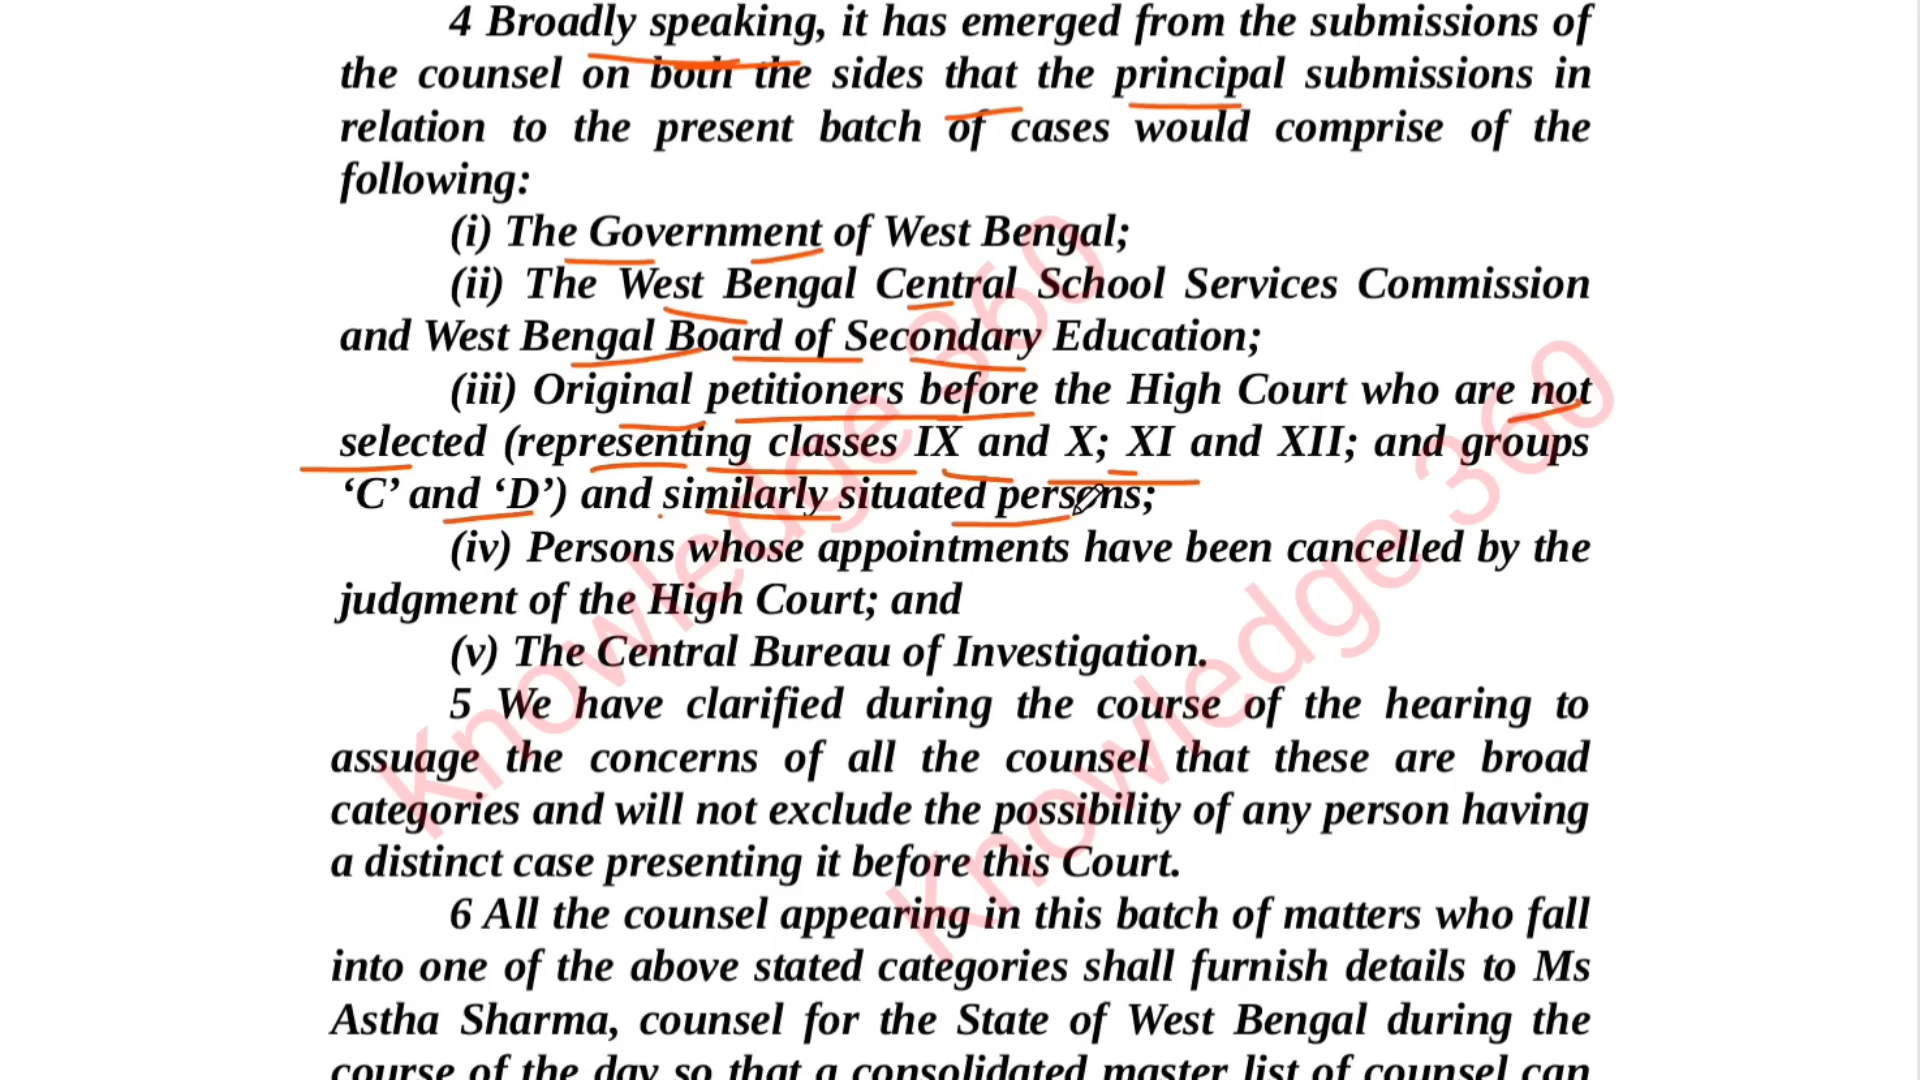 4 Broadly speaking, it has emerged from the submissions of
the counsel on both the sides that the principal submissions in
relation to the present batch of cases would comprise of the
following:
(i) The Government of West Bengal;
(ii) The West Bengal Central School Services Commission
and West Bengal Board of Secondary Education;
(iii) Original petitioners before the High Court who are not
selected (representing classes IX and X; XI and XII; and groups
‘C’ and ‘D’) and similarly situated persons;
(iv) Persons whose appointments have been cancelled by the
judgment of the High Court; and
(v) The Central Bureau of Investigation.
5 We have clarified during the course of the hearing to
assuage the concerns of all the counsel that these are broad
categories and will not exclude the possibility of any person having
a distinct case presenting it before this Court.
6 All the counsel appearing in this batch of matters who fall
into one of the above stated categories shall furnish details to Ms
Astha Sharma, counsel for the State of West Bengal during the
course of the day so that a consolidated master list of counsel can
Knowledge 360
Knowledge 360